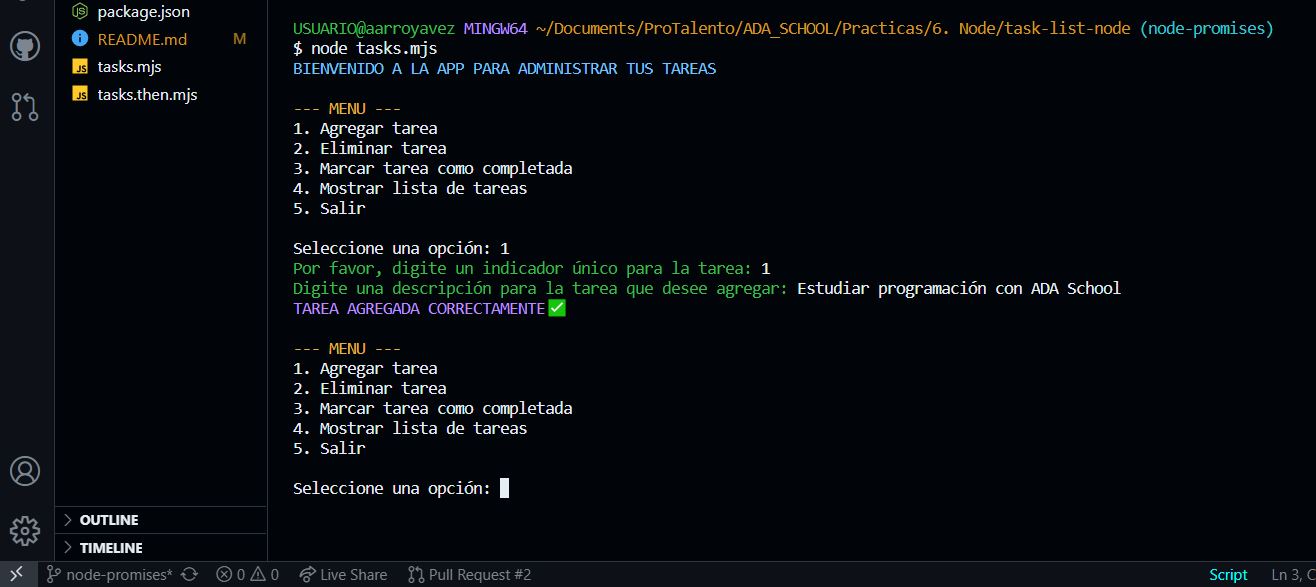 package.json
README.md M
tasks.mjs
tasks.then.mjs
OUTLINE
TIMELINE
USUARIO@aarroyavez MINGW64 ~/Documents/ProTalento/ADA_SCHOOL/Practicas/6. Node/task-list-node (node-promises)
$ node tasks.mjs
BIENVENIDO A LA APP PARA ADMINISTRAR TUS TAREAS
--- MENU ---
1. Agregar tarea
2. Eliminar tarea
3. Marcar tarea como completada
4. Mostrar lista de tareas
5. Salir
Seleccione una opción: 1
Por favor, digite un indicador único para la tarea: 1
Digite una descripción para la tarea que desee agregar: Estudiar programación con ADA School
TAREA AGREGADA CORRECTAMENTE✅
--- MENU ---
1. Agregar tarea
2. Eliminar tarea
3. Marcar tarea como completada
4. Mostrar lista de tareas
5. Salir
Seleccione una opción:
node-promises* 0 0 Live Share Pull Request #2 Script Ln 3,